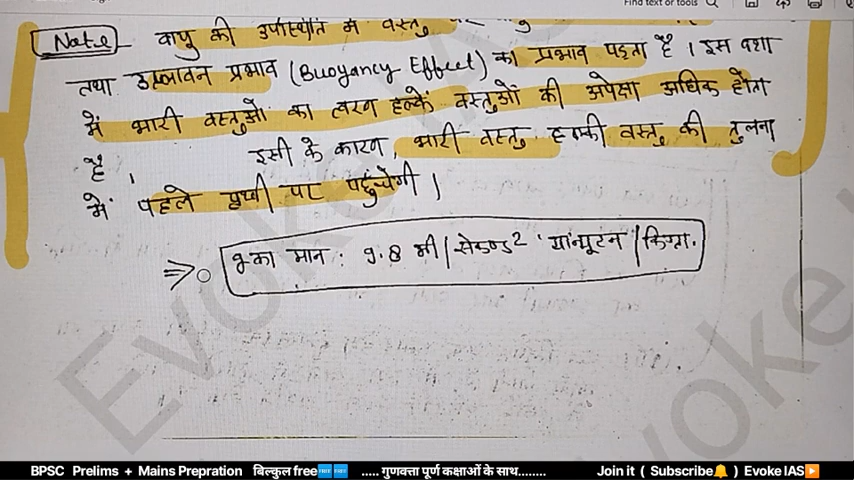 Find text or tools
Note वायु की उपस्थिति में वस्तु
तथा उत्प्लावन प्रभाव (Buoyancy Effect) का प्रभाव पड़ता है । इस दशा
में भारी वस्तुओं का त्वरण हल्के वस्तुओं की अपेक्षा अधिक होता
है । इसी के कारण, भारी वस्तु हल्की वस्तु की तुलना
में पहले पृथ्वी पर पहुंचेगी ।
⇒ g का मान : 9.8 मी | सेकण्ड2 यान्यूटन | किग्रा.
Evoke IAS
Evoke
BPSC Prelims + Mains Prepration बिल्कुल free🆓🆓 ..... गुणवत्ता पूर्ण कक्षाओं के साथ........ Join it ( Subscribe🔔 ) Evoke IAS▶